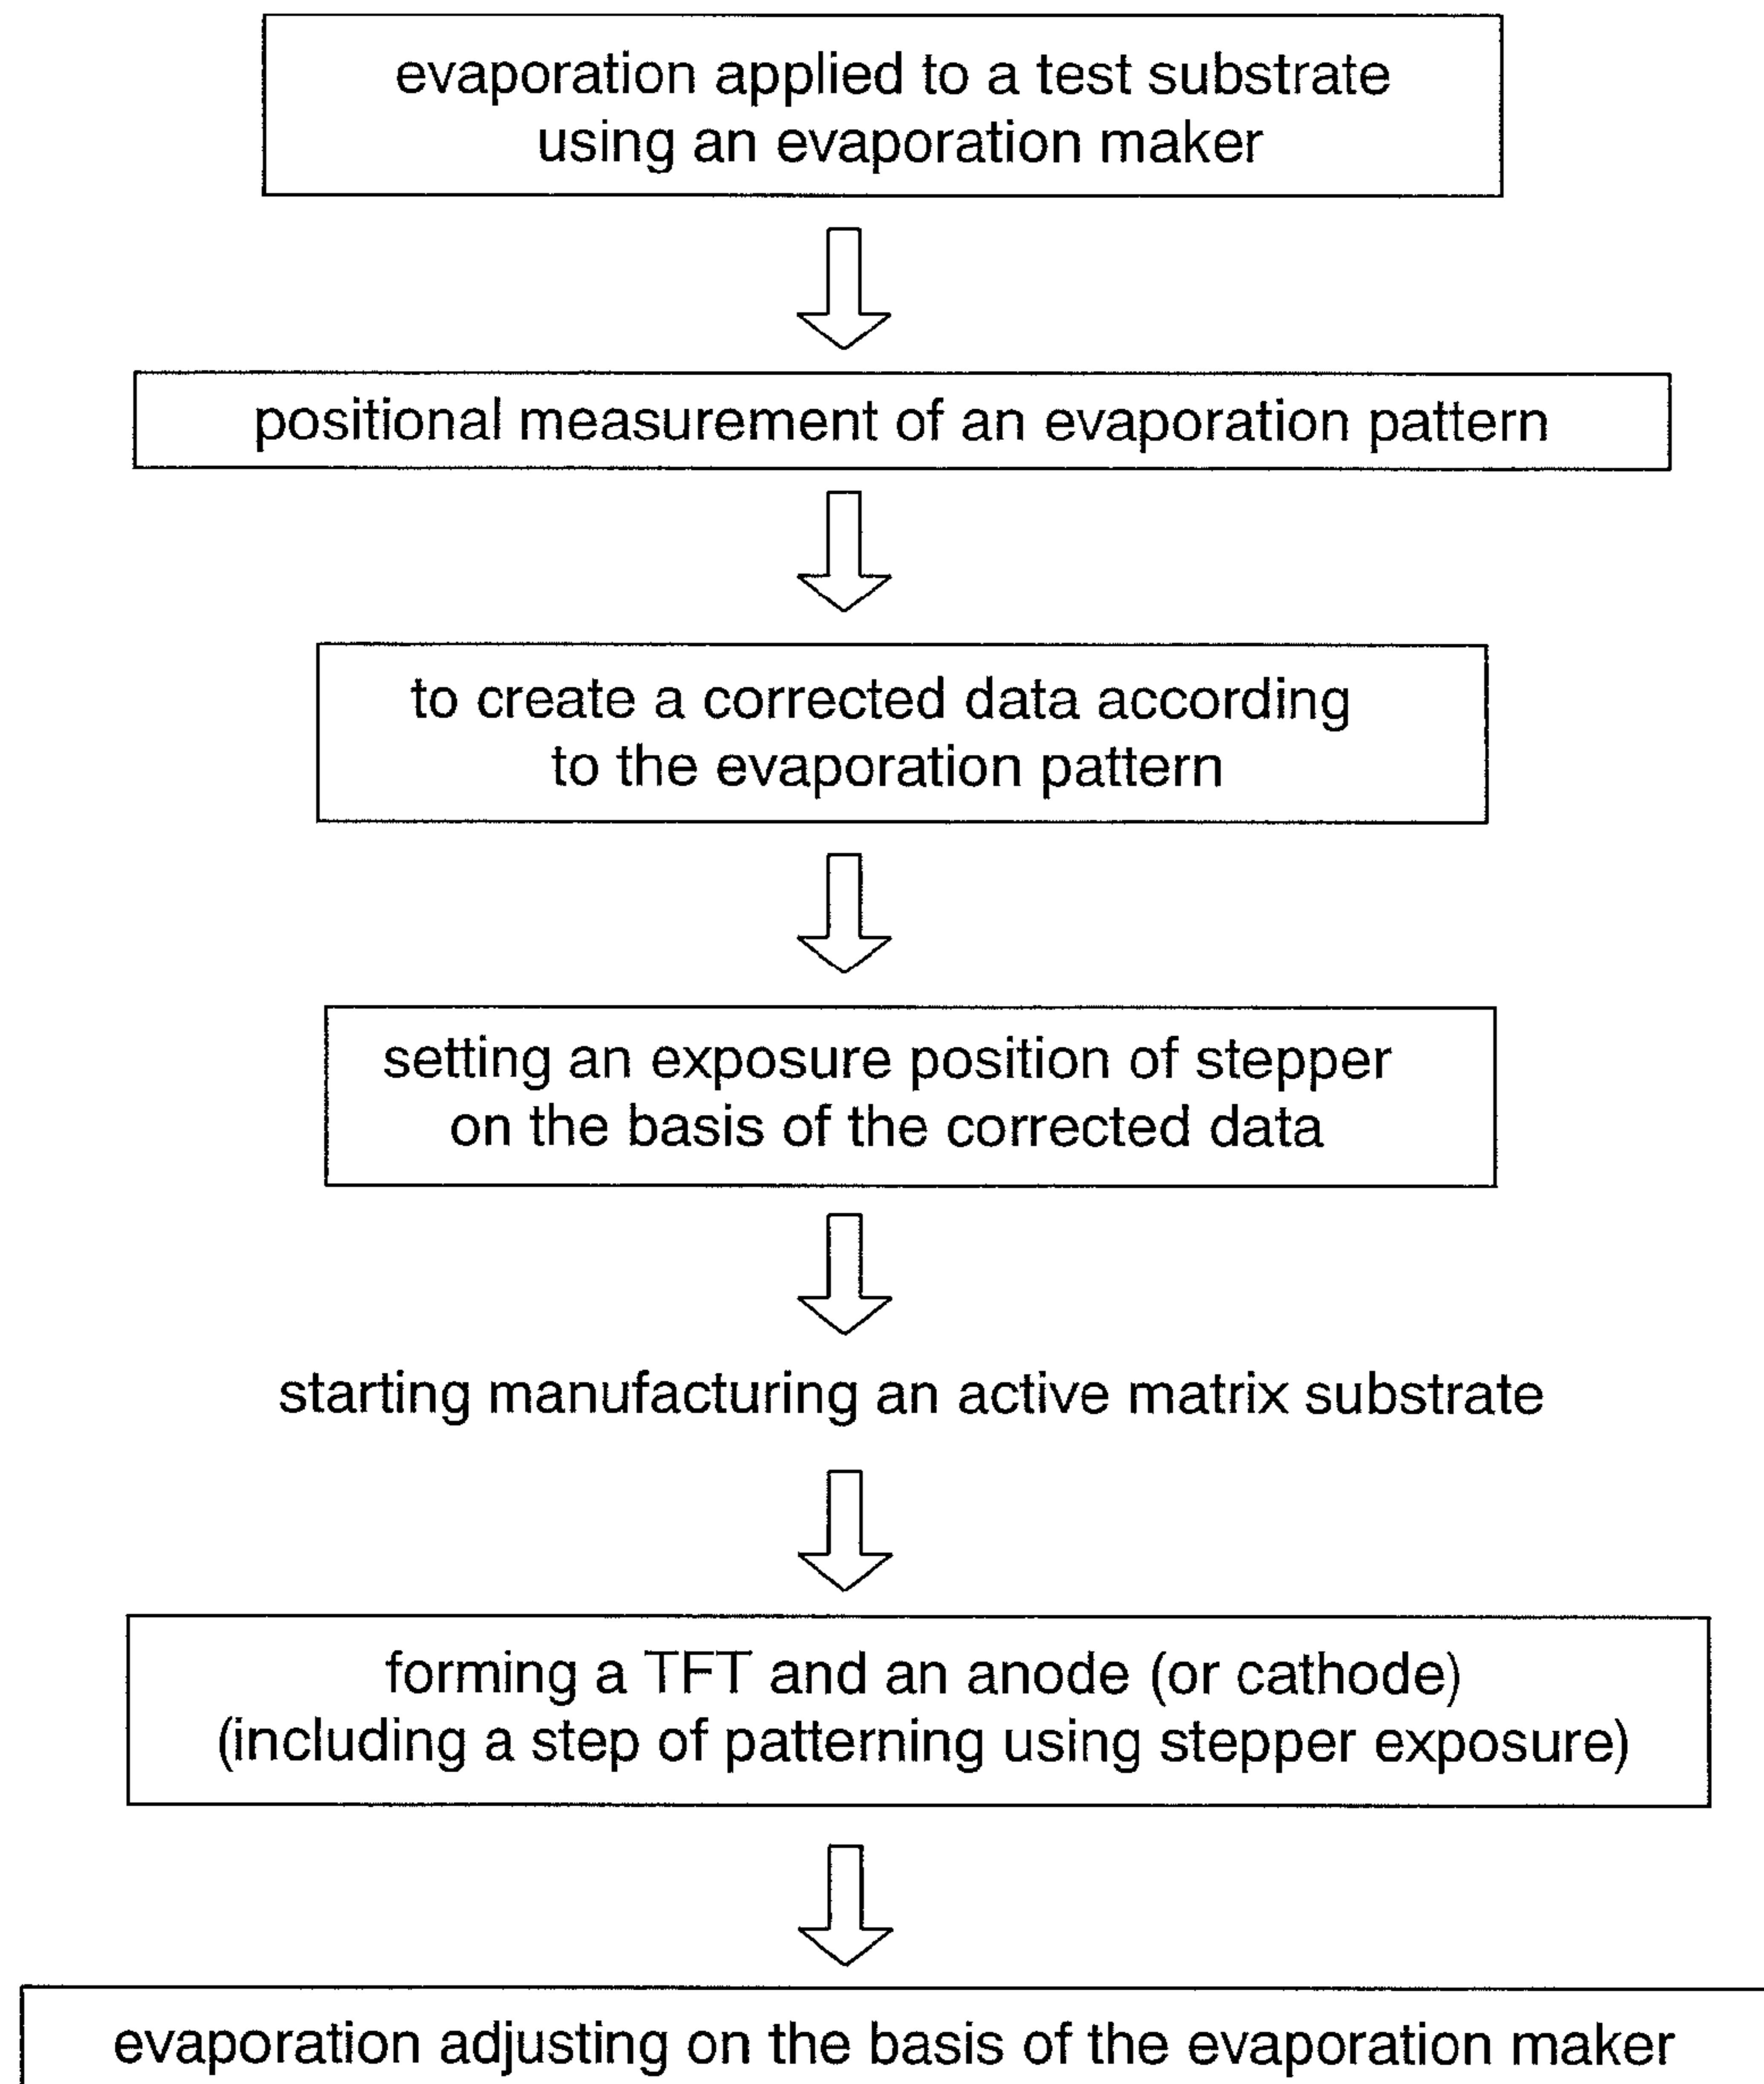 evaporation applied to a test substrate
using an evaporation maker
positional measurement of an evaporation pattern
to create a corrected data according
to the evaporation pattern
setting an exposure position of stepper
on the basis of the corrected data
starting manufacturing an active matrix substrate
forming a TFT and an anode (or cathode)
(including a step of patterning using stepper exposure)
evaporation adjusting on the basis of the evaporation maker